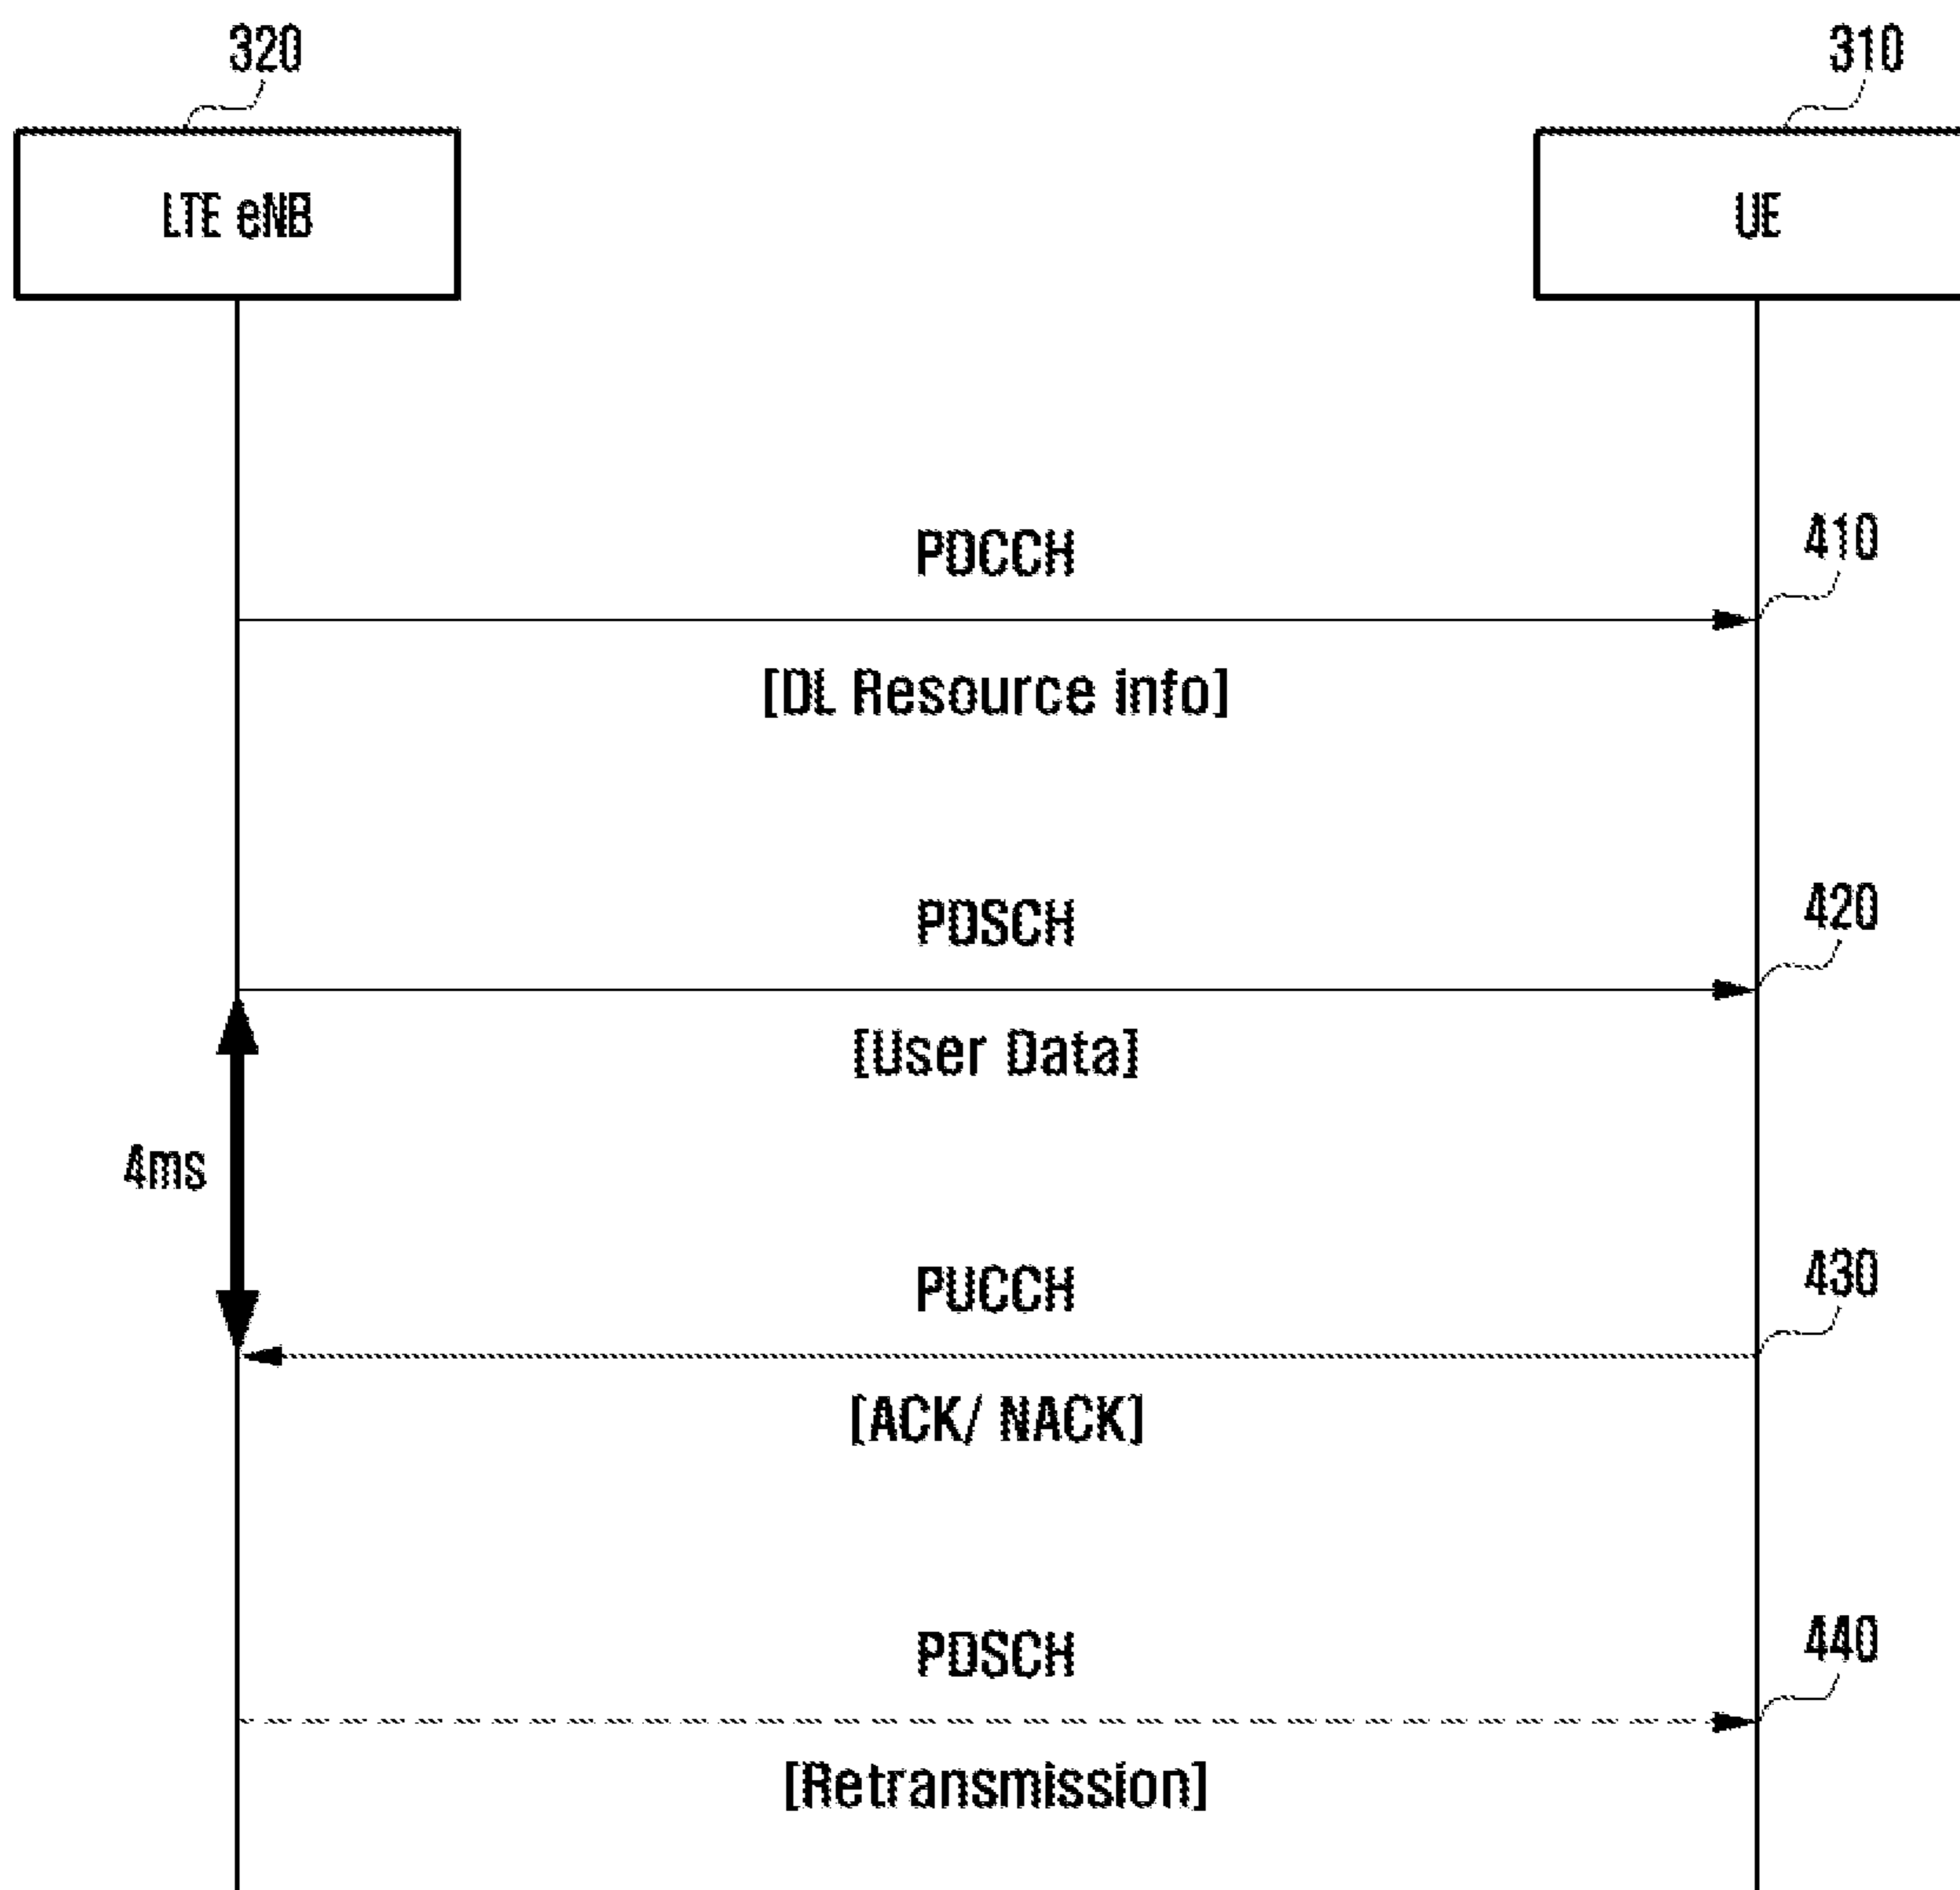 320
310
LTE eNB
UE
PDCCH
410
[DL Resource info]
PDSCH
420
[User Data]
4ms
PUCCH
430
[ACK/ NACK]
PDSCH
440
[Retransmission]